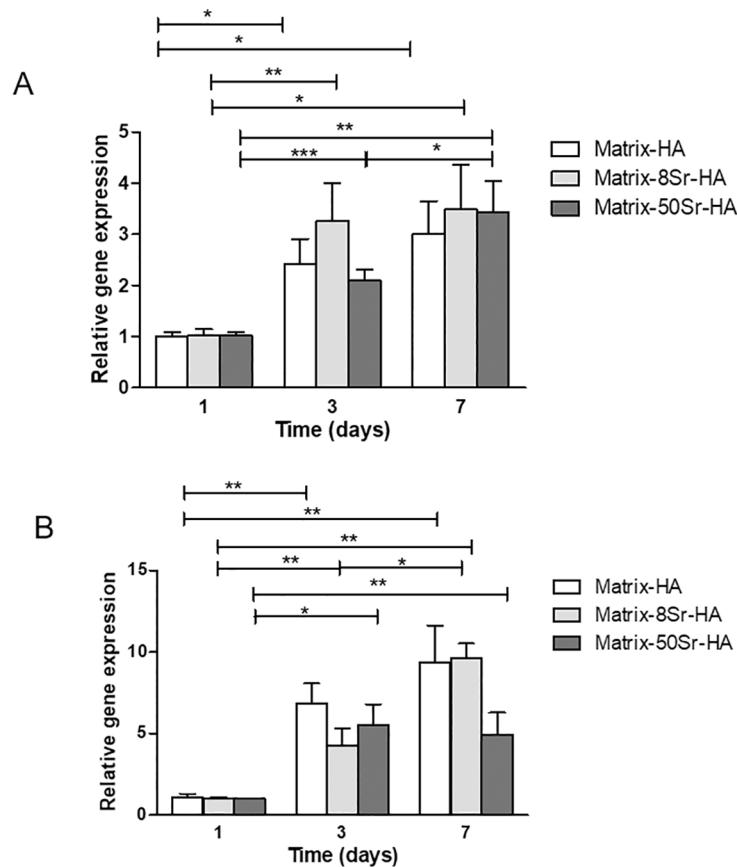 *
*
**
A
*
**
*** *
5
4
3
2
1
0
Relative gene expression
Matrix-HA
Matrix-8Sr-HA
Matrix-50Sr-HA
1 3 7
Time (days)
**
**
B
**
** *
**
*
15
10
5
0
Relative gene expression
Matrix-HA
Matrix-8Sr-HA
Matrix-50Sr-HA
1 3 7
Time (days)